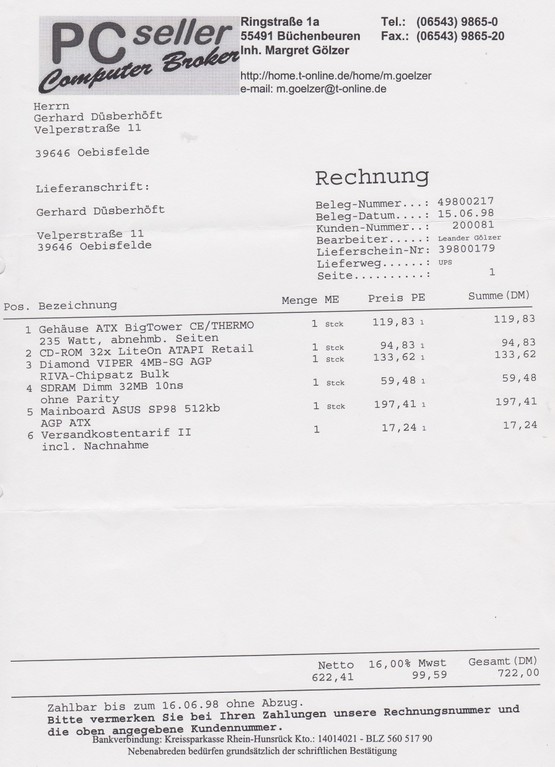 PC seller
Computer Broker
Ringstraße 1a
55491 Büchenbeuren
Inh. Margret Gölzer
Tel.: (06543) 9865-0
Fax.: (06543) 9865-20
http://home.t-online.de/home/m.goelzer
e-mail: m.goelzer@t-online.de
Herrn
Gerhard Düsberhöft
Velperstraße 11
39646 Oebisfelde
Lieferanschrift:
Gerhard Düsberhöft
Velperstraße 11
39646 Oebisfelde
Rechnung
Beleg-Nummer...: 49800217
Beleg-Datum....: 15.06.98
Kunden-Nummer..: 200081
Bearbeiter.....: Leander Gölzer
Lieferschein-Nr: 39800179
Lieferweg......: UPS
Seite..........: 1
Pos. Bezeichnung Menge ME Preis PE Summe (DM)
1 Gehäuse ATX BigTower CE/THERMO 1 Stck 119,83 1 119,83
235 Watt, abnehmb. Seiten
2 CD-ROM 32x LiteOn ATAPI Retail 1 Stck 94,83 1 94,83
3 Diamond VIPER 4MB-SG AGP 1 Stck 133,62 1 133,62
RIVA-Chipsatz Bulk
4 SDRAM Dimm 32MB 10ns 1 Stck 59,48 1 59,48
ohne Parity
5 Mainboard ASUS SP98 512kb 1 Stck 197,41 1 197,41
AGP ATX
6 Versandkostentarif II 1 17,24 1 17,24
incl. Nachnahme
Netto 16,00% Mwst Gesamt (DM)
622,41 99,59 722,00
Zahlbar bis zum 16.06.98 ohne Abzug.
Bitte vermerken Sie bei Ihren Zahlungen unsere Rechnungsnummer und
die oben angegebene Kundennummer.
Bankverbindung: Kreissparkasse Rhein-Hunsrück Kto.: 14014021 - BLZ 560 517 90
Nebenabreden bedürfen grundsätzlich der schriftlichen Bestätigung